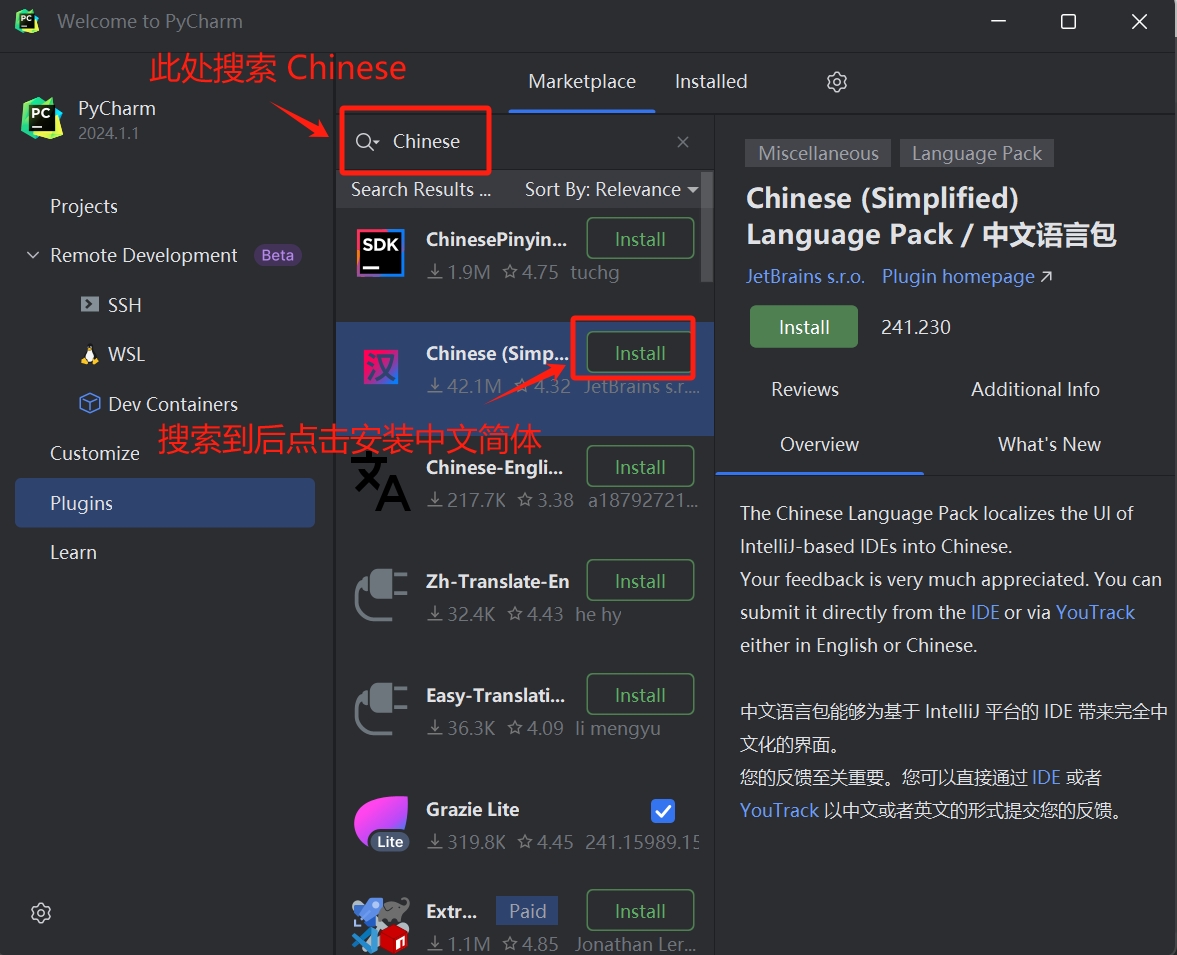 PC
Welcome to PyCharm
此处搜索 Chinese
PC
PyCharm
2024.1.1
Projects
Remote Development Beta
SSH
WSL
Dev Containers
Customize
Plugins
Learn
Marketplace Installed
Chinese
Search Results ... Sort By: Relevance
SDK
ChinesePinyin... Install
1.9M 4.75 tuchg
汉
Chinese (Simp... Install
42.1M 4.32 JetBrains s.r....
搜索到后点击安装中文简体
文A
Chinese-Engli... Install
217.7K 3.38 a18792721...
Zh-Translate-En Install
32.4K 4.43 he hy
Easy-Translati... Install
36.3K 4.09 li mengyu
Lite
Grazie Lite
319.8K 4.45 241.15989.15
Extr... Paid Install
1.1M 4.85 Jonathan Ler...
Miscellaneous Language Pack
Chinese (Simplified)
Language Pack / 中文语言包
JetBrains s.r.o. Plugin homepage ↗
Install 241.230
Reviews Additional Info
Overview What's New
The Chinese Language Pack localizes the UI of
IntelliJ-based IDEs into Chinese.
Your feedback is very much appreciated. You can
submit it directly from the IDE or via YouTrack
either in English or Chinese.
中文语言包能够为基于 IntelliJ 平台的 IDE 带来完全中
文化的界面。
您的反馈至关重要。您可以直接通过 IDE 或者
YouTrack 以中文或者英文的形式提交您的反馈。